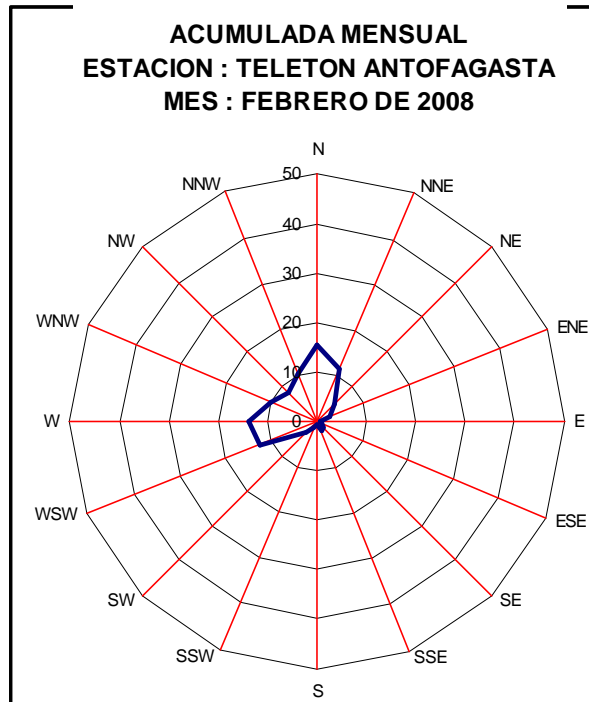 ACUMULADA MENSUAL
ESTACION : TELETON ANTOFAGASTA
MES : FEBRERO DE 2008
N
50
NNW
NNE
40
NW
NE
30
WNW
ENE
20
10
W
0
E
WSW
ESE
SW
SE
SSW
SSE
S